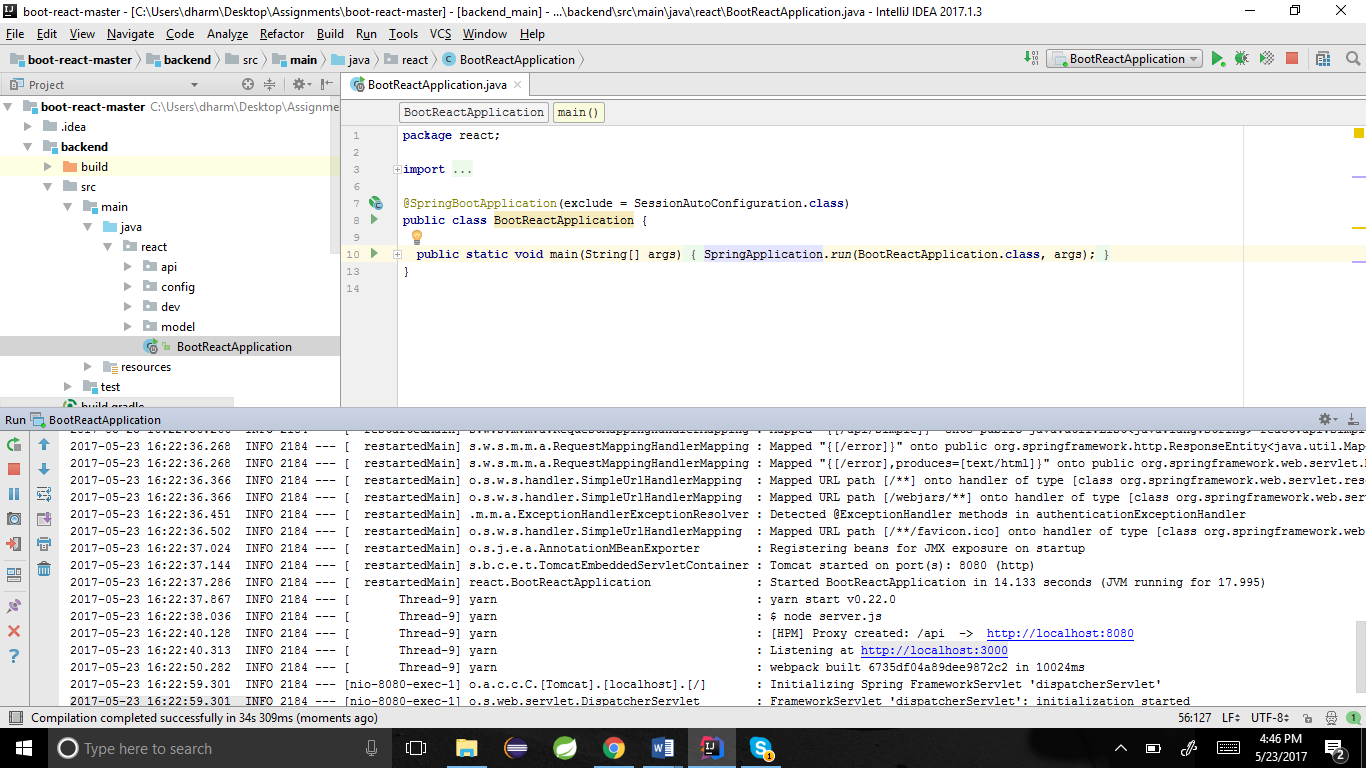 boot-react-master - [C:\Users\dharm\Desktop\Assignments\boot-react-master] - [backend_main] - ...\backend\src\main\java\react\BootReactApplication.java - IntelliJ IDEA 2017.1.3
File Edit View Navigate Code Analyze Refactor Build Run Tools VCS Window Help
boot-react-master backend src main java react BootReactApplication BootReactApplication
Project BootReactApplication.java
boot-react-master C:\Users\dharm\Desktop\Assignme
.idea
backend
build
src
main
java
react
api
config
dev
model
BootReactApplication
resources
test
build.gradle
BootReactApplication main()
1 package react;
2
3 import ...
6
7 @SpringBootApplication(exclude = SessionAutoConfiguration.class)
8 public class BootReactApplication {
9
10 public static void main(String[] args) { SpringApplication.run(BootReactApplication.class, args); }
13 }
14
Run BootReactApplication
2017-05-23 16:22:36.268 INFO 2184 --- [ restartedMain] s.w.s.m.m.a.RequestMappingHandlerMapping : Mapped "{[/error]}" onto public org.springframework.http.ResponseEntity<java.util.Map
2017-05-23 16:22:36.268 INFO 2184 --- [ restartedMain] s.w.s.m.m.a.RequestMappingHandlerMapping : Mapped "{[/error],produces=[text/html]}" onto public org.springframework.web.servlet.
2017-05-23 16:22:36.366 INFO 2184 --- [ restartedMain] o.s.w.s.handler.SimpleUrlHandlerMapping : Mapped URL path [/**] onto handler of type [class org.springframework.web.servlet.res
2017-05-23 16:22:36.366 INFO 2184 --- [ restartedMain] o.s.w.s.handler.SimpleUrlHandlerMapping : Mapped URL path [/webjars/**] onto handler of type [class org.springframework.web.ser
2017-05-23 16:22:36.451 INFO 2184 --- [ restartedMain] .m.m.a.ExceptionHandlerExceptionResolver : Detected @ExceptionHandler methods in authenticationExceptionHandler
2017-05-23 16:22:36.502 INFO 2184 --- [ restartedMain] o.s.w.s.handler.SimpleUrlHandlerMapping : Mapped URL path [/**/favicon.ico] onto handler of type [class org.springframework.web
2017-05-23 16:22:37.024 INFO 2184 --- [ restartedMain] o.s.j.e.a.AnnotationMBeanExporter : Registering beans for JMX exposure on startup
2017-05-23 16:22:37.144 INFO 2184 --- [ restartedMain] s.b.c.e.t.TomcatEmbeddedServletContainer : Tomcat started on port(s): 8080 (http)
2017-05-23 16:22:37.286 INFO 2184 --- [ restartedMain] react.BootReactApplication : Started BootReactApplication in 14.133 seconds (JVM running for 17.995)
2017-05-23 16:22:37.867 INFO 2184 --- [ Thread-9] yarn : yarn start v0.22.0
2017-05-23 16:22:38.036 INFO 2184 --- [ Thread-9] yarn : $ node server.js
2017-05-23 16:22:40.128 INFO 2184 --- [ Thread-9] yarn : [HPM] Proxy created: /api -> http://localhost:8080
2017-05-23 16:22:40.313 INFO 2184 --- [ Thread-9] yarn : Listening at http://localhost:3000
2017-05-23 16:22:50.282 INFO 2184 --- [ Thread-9] yarn : webpack built 6735df04a89dee9872c2 in 10024ms
2017-05-23 16:22:59.301 INFO 2184 --- [nio-8080-exec-1] o.a.c.c.C.[Tomcat].[localhost].[/] : Initializing Spring FrameworkServlet 'dispatcherServlet'
2017-05-23 16:22:59.301 INFO 2184 --- [nio-8080-exec-1] o.s.web.servlet.DispatcherServlet : FrameworkServlet 'dispatcherServlet': initialization started
Compilation completed successfully in 34s 309ms (moments ago) 56:127 LF UTF-8 1
Type here to search 1 4:46 PM
5/23/2017 2